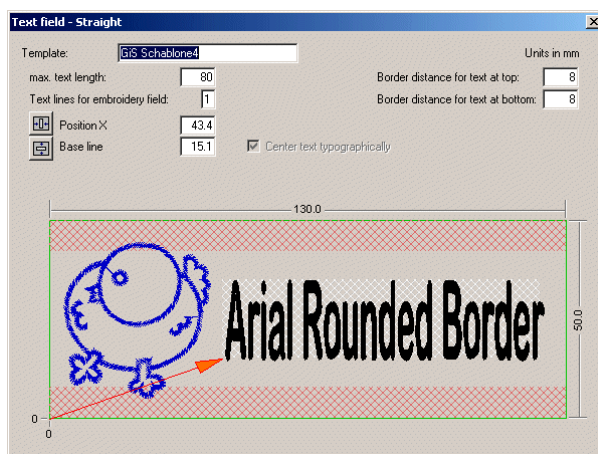 Text field - Straight
Template: GiS Schablone4 Units in mm
max. text length: 80 Border distance for text at top: 8
Text lines for embroidery field: 1 Border distance for text at bottom: 8
Position X 43.4
Base line 15.1 Center text typographically
130.0
Arial Rounded Border
50.0
0
0